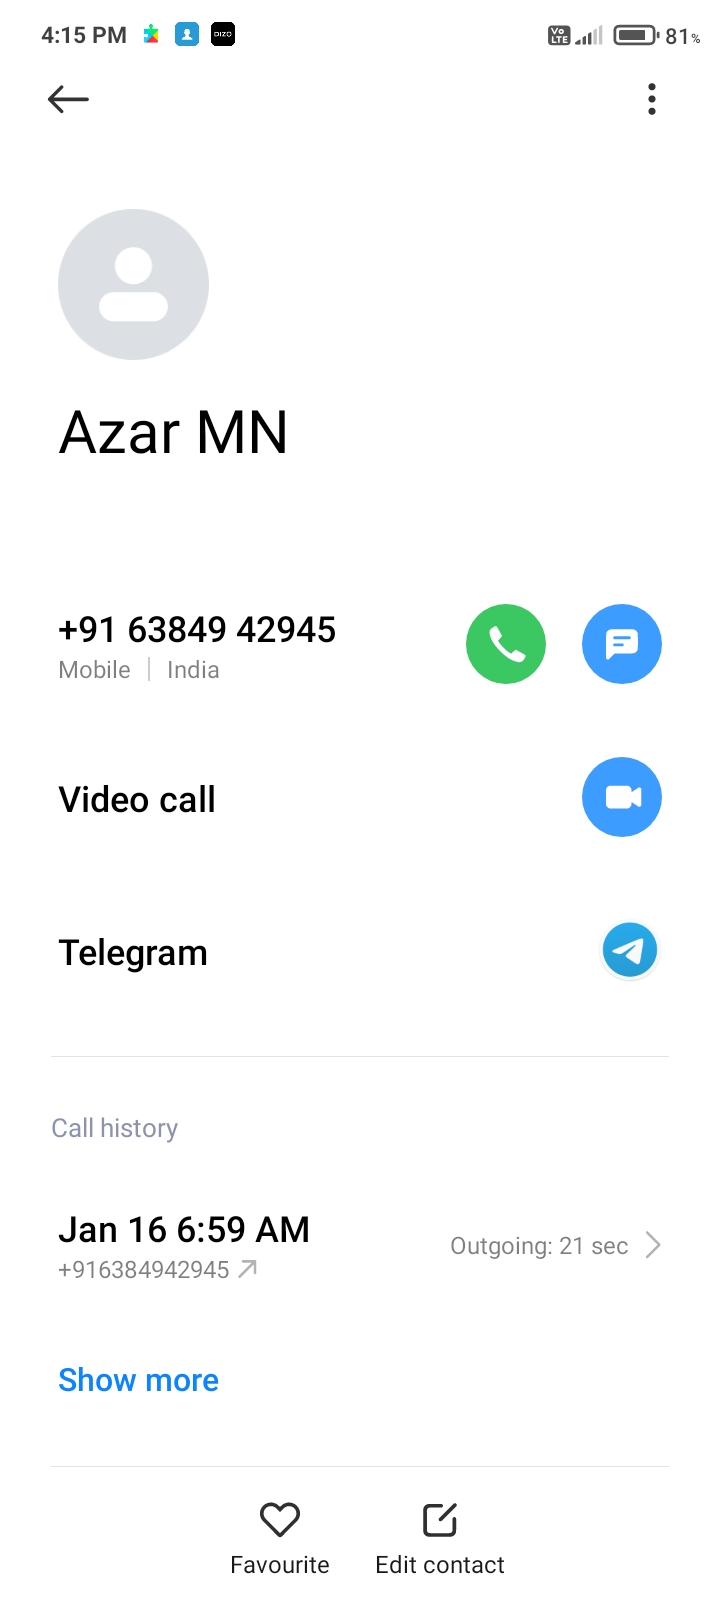 4:15 PM DIZO Vo LTE 81%
Azar MN
+91 63849 42945
Mobile | India
Video call
Telegram
Call history
Jan 16 6:59 AM
+916384942945
Outgoing: 21 sec
Show more
Favourite Edit contact